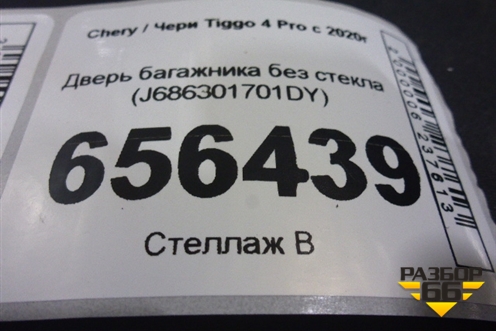 Chery / Чери Tiggo 4 Pro с 2020г
Дверь багажника без стекла
(J686301701DY)
656439
Стеллаж В
РАЗБОР
66